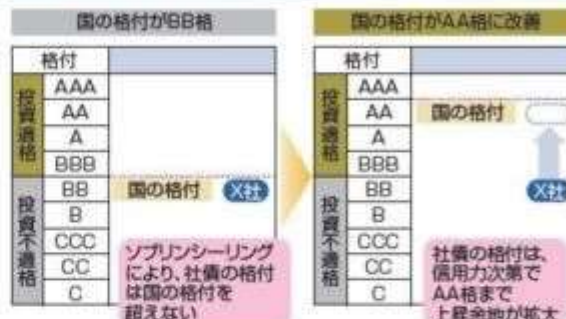 国の格付がBB格
格付
投資適格
AAA
AA
A
BBB
投資不適格
BB
B
CCC
CC
C
国の格付
X社
ソブリンシーリング
により、社債の格付
は国の格付を
超えない
国の格付がAA格に改善
格付
投資適格
AAA
AA
A
BBB
投資不適格
BB
B
CCC
CC
C
国の格付
X社
社債の格付は、
信用力次第で
AA格まで
上昇余地が拡大